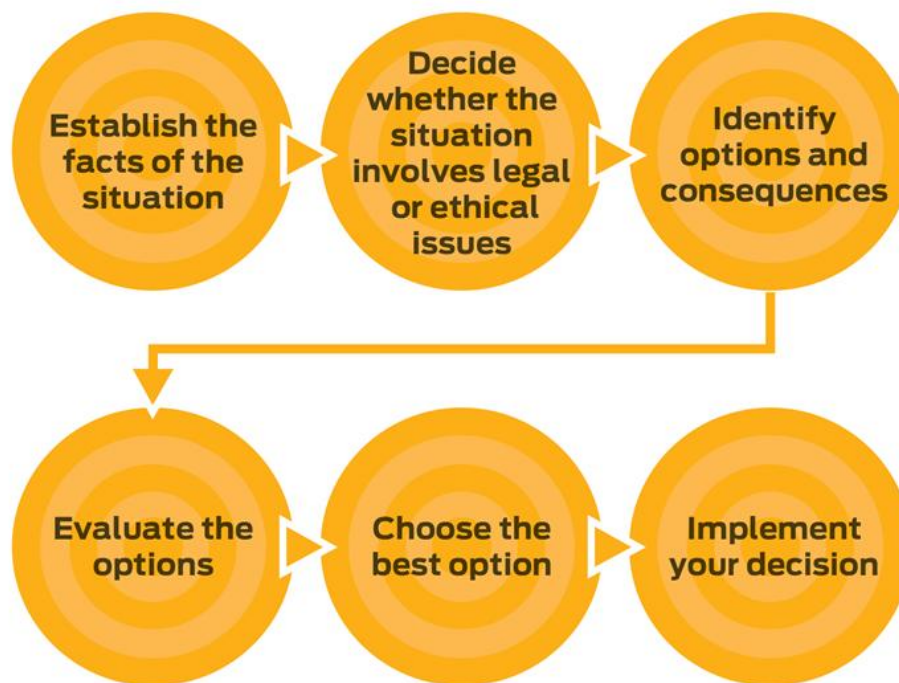 Establish the
facts of the
situation
Decide
whether the
situation
involves legal
or ethical
issues
Identify
options and
consequences
Evaluate the
options
Choose the
best option
Implement
your decision